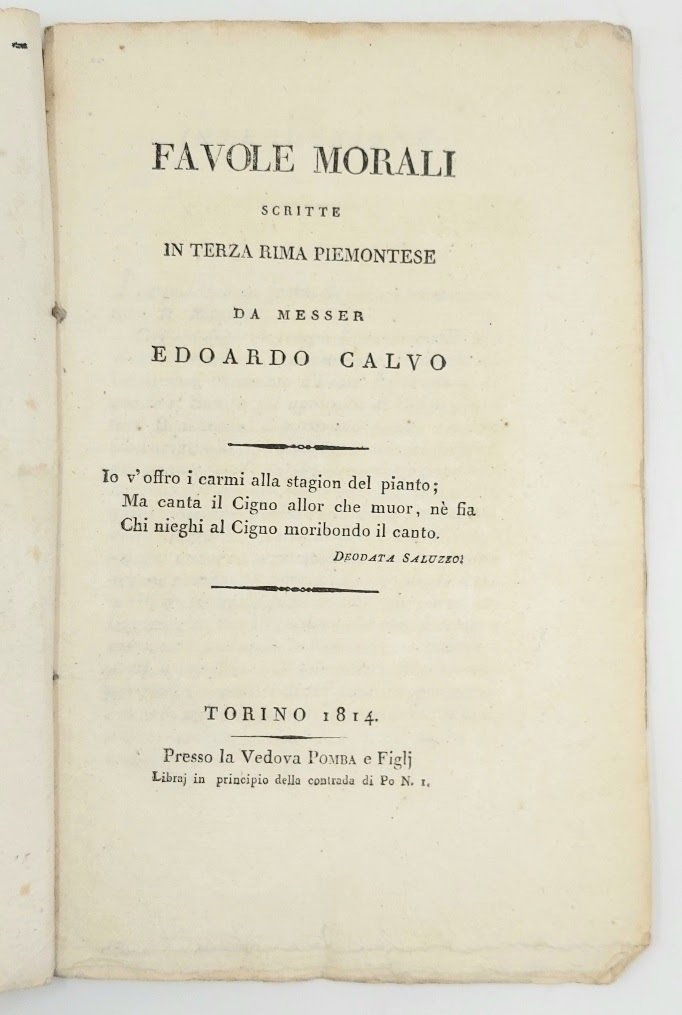 FAVOLE MORALI
SCRITTE
IN TERZA RIMA PIEMONTESE
DA MESSER
EDOARDO CALVO
Io v' offro i carmi alla stagion del pianto;
Ma canta il Cigno allor che muor, nè fia
Chi nieghi al Cigno moribondo il canto.
DEODATA SALUZZO.
TORINO 1814.
Presso la Vedova POMBA e Figlj
Libraj in principio della contrada di Po N. 1.